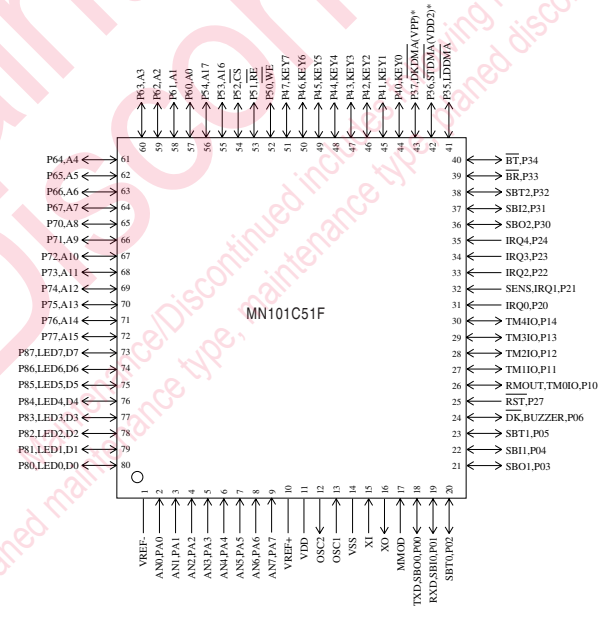 P63,A3
P62,A2
P61,A1
P60,A0
P54,A17
P53,A16
P52,CS
P51,RE
P50,WE
P47,KEY7
P46,KEY6
P45,KEY5
P44,KEY4
P43,KEY3
P42,KEY2
P41,KEY1
P40,KEY0
P37,DKDMA(VPP)*
P36,STDMA(VDD2)*
P35,LDDMA
60
59
58
57
56
55
54
53
52
51
50
49
48
47
46
45
44
43
42
41
P64,A4 61
P65,A5 62
P66,A6 63
P67,A7 64
P70,A8 65
P71,A9 66
P72,A10 67
P73,A11 68
P74,A12 69
P75,A13 70
P76,A14 71
P77,A15 72
P87,LED7,D7 73
P86,LED6,D6 74
P85,LED5,D5 75
P84,LED4,D4 76
P83,LED3,D3 77
P82,LED2,D2 78
P81,LED1,D1 79
P80,LED0,D0 80
MN101C51F
40 BT,P34
39 BR,P33
38 SBT2,P32
37 SBI2,P31
36 SBO2,P30
35 IRQ4,P24
34 IRQ3,P23
33 IRQ2,P22
32 SENS,IRQ1,P21
31 IRQ0,P20
30 TM4IO,P14
29 TM3IO,P13
28 TM2IO,P12
27 TM1IO,P11
26 RMOUT,TM0IO,P10
25 RST,P27
24 DK,BUZZER,P06
23 SBT1,P05
22 SBI1,P04
21 SBO1,P03
1
2
3
4
5
6
7
8
9
10
11
12
13
14
15
16
17
18
19
20
VREF-
AN0,PA0
AN1,PA1
AN2,PA2
AN3,PA3
AN4,PA4
AN5,PA5
AN6,PA6
AN7,PA7
VREF+
VDD
OSC2
OSC1
VSS
XI
XO
MMOD
TXD,SBO0,P00
RXD,SBI0,P01
SBT0,P02
Maintenance/Discontinued includes
maintenance type, maintenance type,